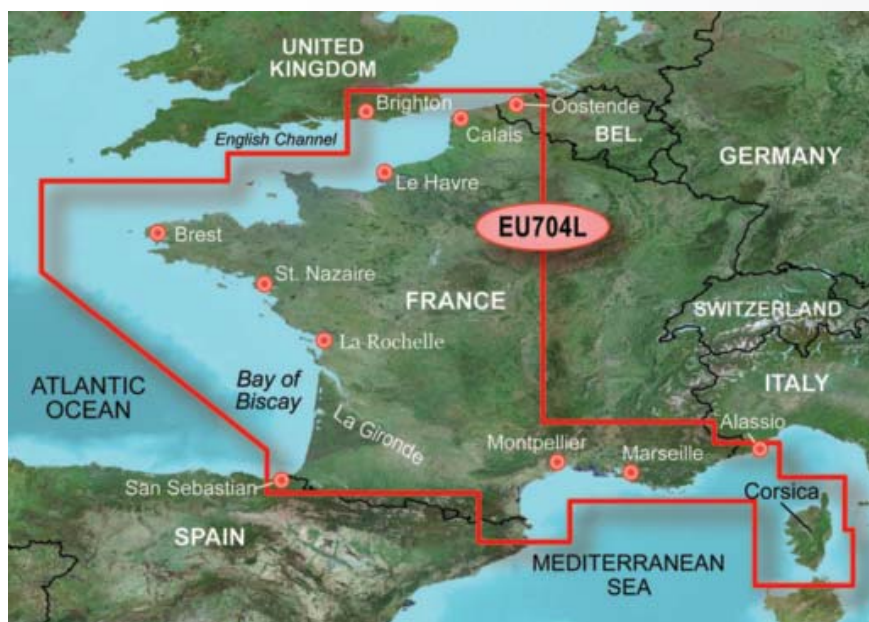 UNITED
KINGDOM
Brighton
Oostende
English Channel
Calais
BEL.
GERMANY
Le Havre
EU704L
Brest
St. Nazaire
FRANCE
SWITZERLAND
La Rochelle
ATLANTIC
OCEAN
Bay of
Biscay
ITALY
La Gironde
Alassio
Montpellier
Marseille
San Sebastian
Corsica
SPAIN
MEDITERRANEAN
SEA